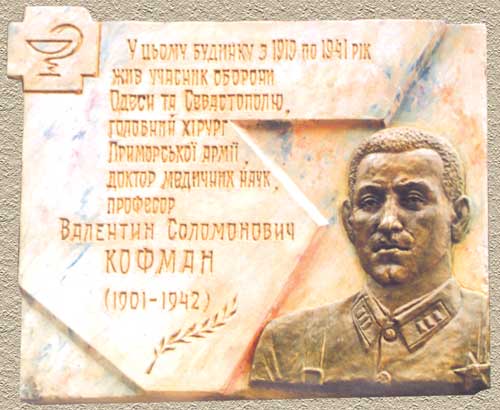 У цьому будинку з 1910 по 1941 рік
жив учасник оборони
Одеси та Севастополю,
головний хірург
Приморської армії,
доктор медичних наук,
професор
Валентин Соломонович
КОФМАН
(1901-1942)